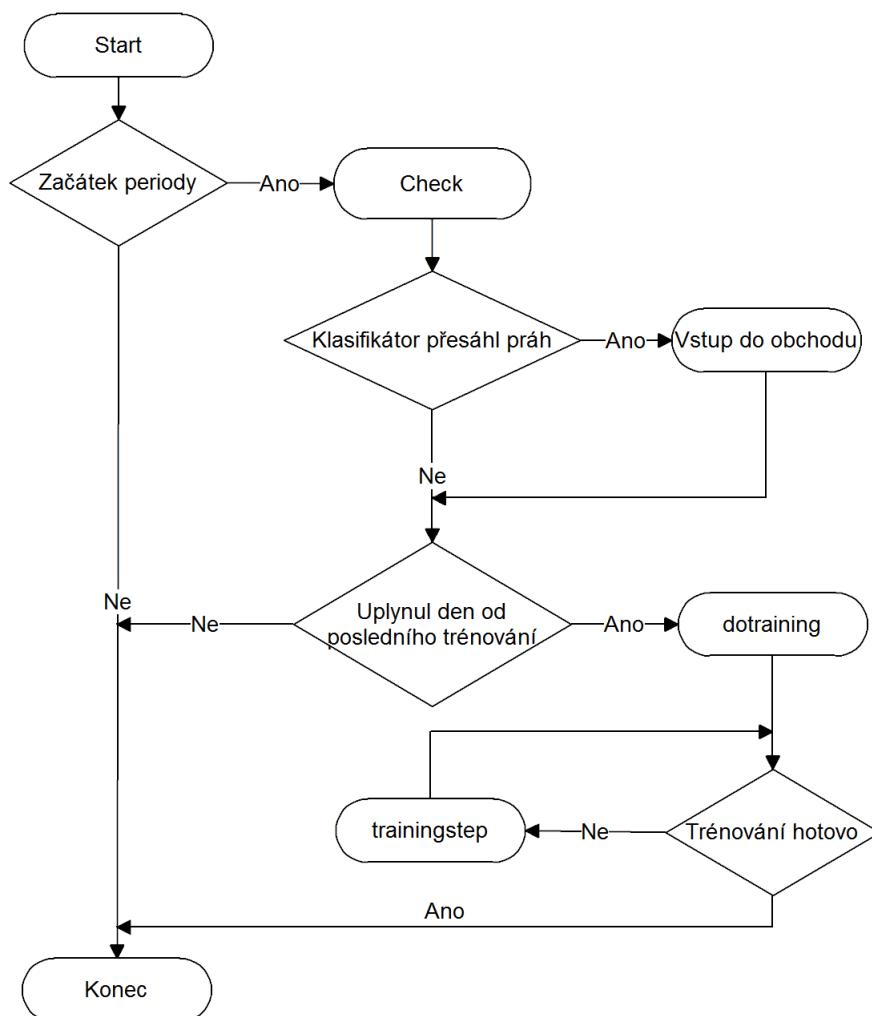 Start
Začátek periody
Ano
Check
Klasifikátor přesáhl práh
Ano
Vstup do obchodu
Ne
Ne
Uplynul den od
posledního trénování
Ne
Ano
dotraining
trainingstep
Ne
Trénování hotovo
Ano
Konec